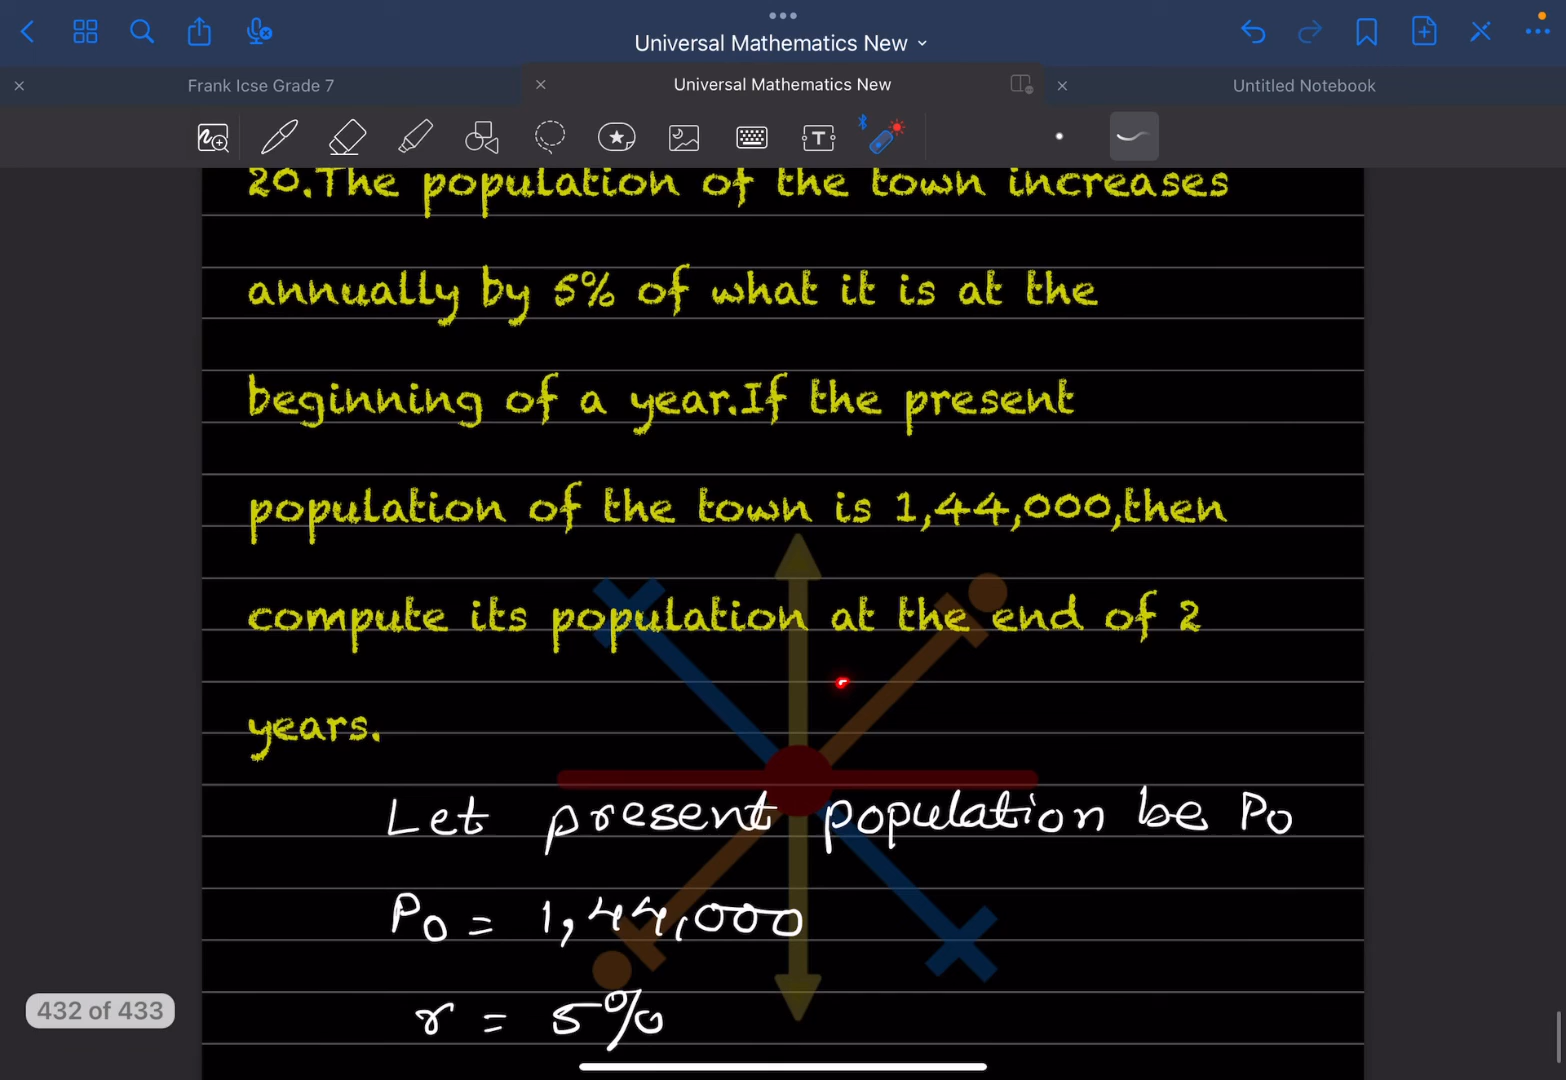 Universal Mathematics New
Frank Icse Grade 7
Universal Mathematics New
Untitled Notebook
20.The population of the town increases
annually by 5% of what it is at the
beginning of a year.If the present
population of the town is 1,44,000,then
compute its population at the end of 2
years.
Let present population be P0
P0 = 1,44,000
r = 5%
432 of 433